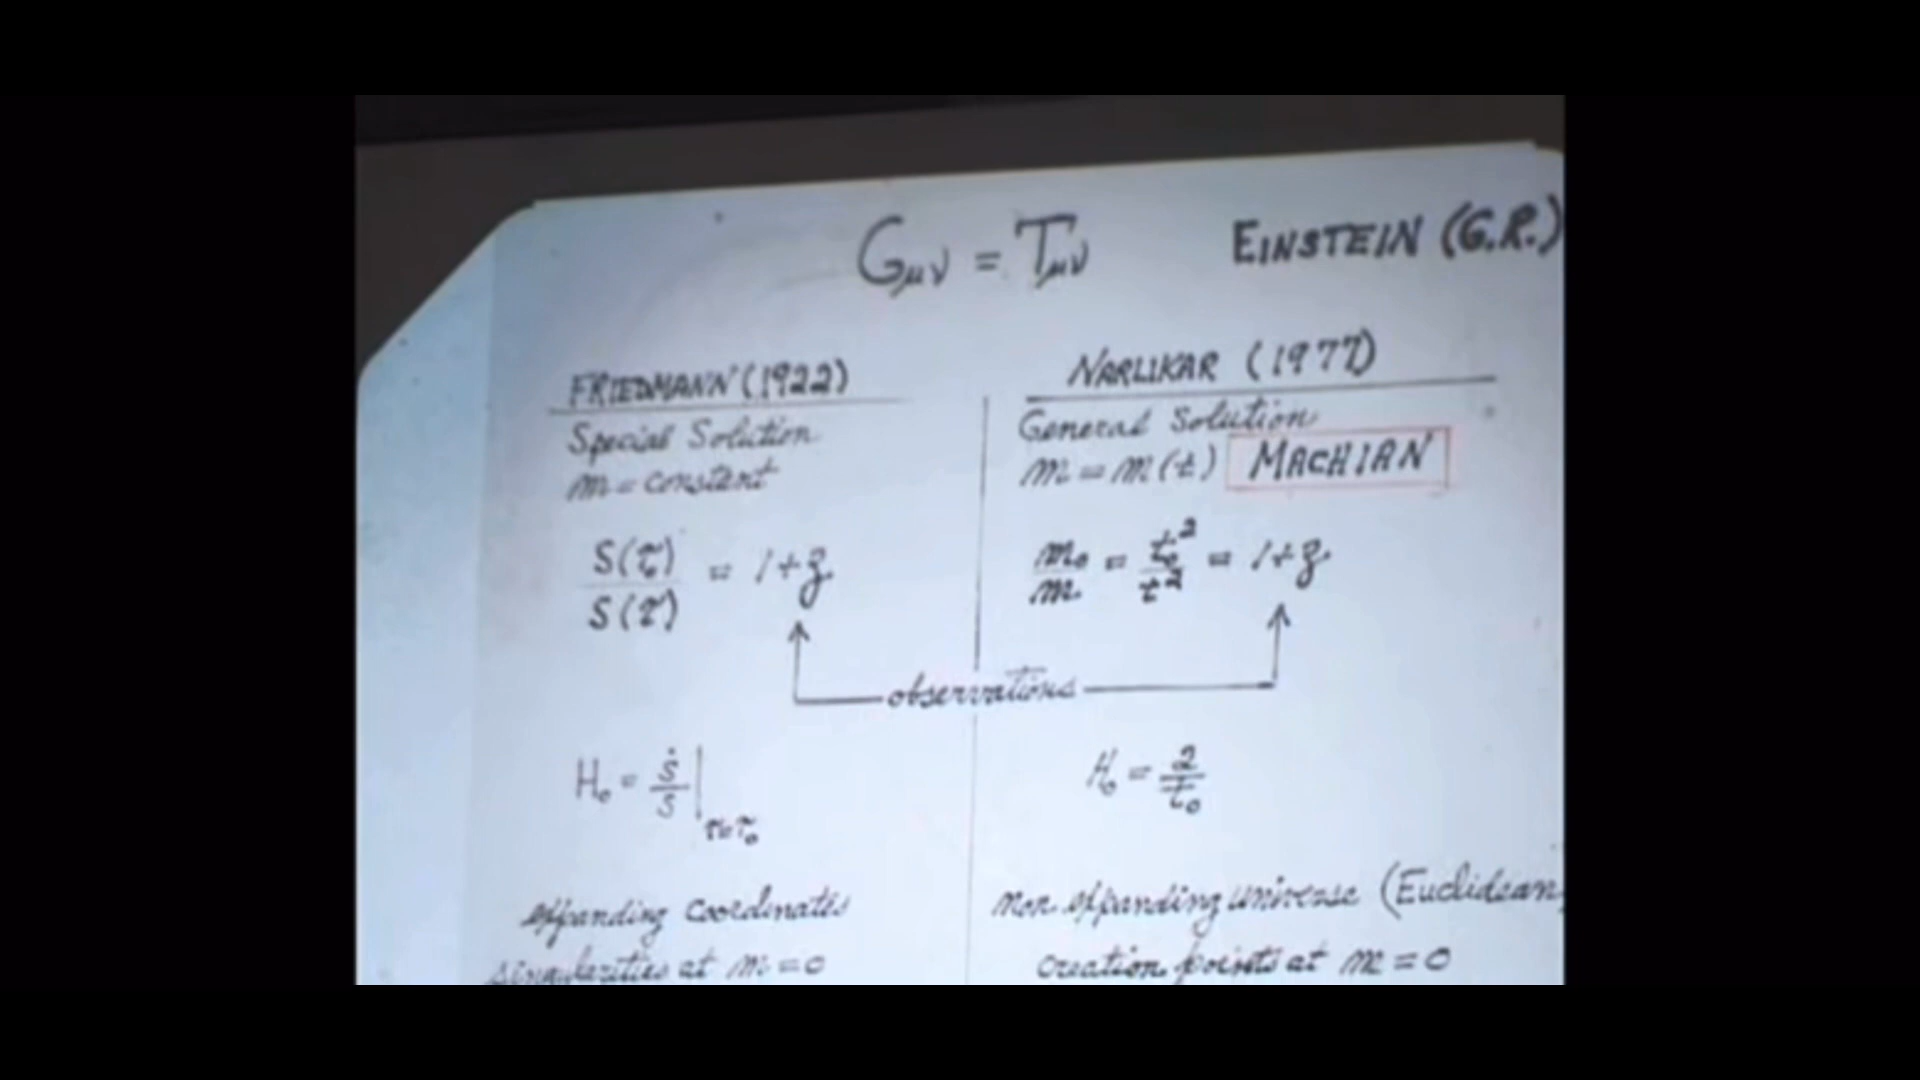 Gμν = Tμν EINSTEIN (G.R.)
FRIEDMANN (1922)
Special Solution
m = constant
S(τ₀)/S(τ) = 1+z
NARLIKAR (1977)
General Solution
m = m(t) MACHIAN
m₀/m = t₀²/t² = 1+z
observations
H₀ = ṡ/s |τ=τ₀
H₀ = 2/t₀
expanding coordinates
singularities at m = 0
non expanding universe (Euclidean
creation points at m = 0